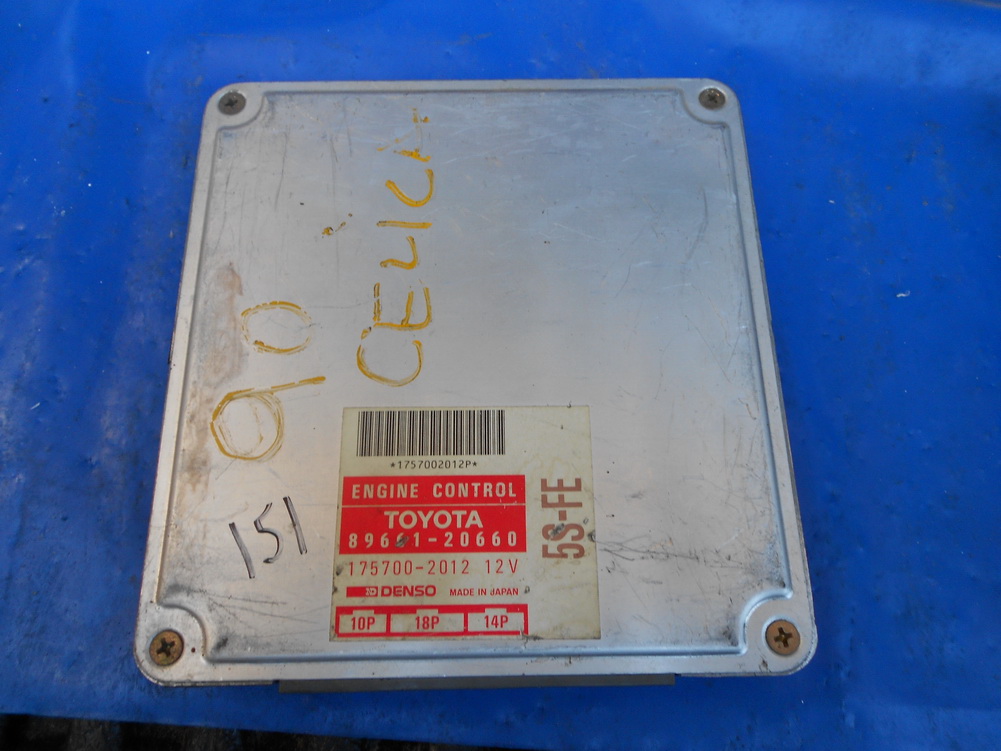 CELICA
90
151
*1757002012P*
ENGINE CONTROL
TOYOTA
89661-20660
175700-2012 12V
DENSO MADE IN JAPAN
10P 18P 14P
5S-FE